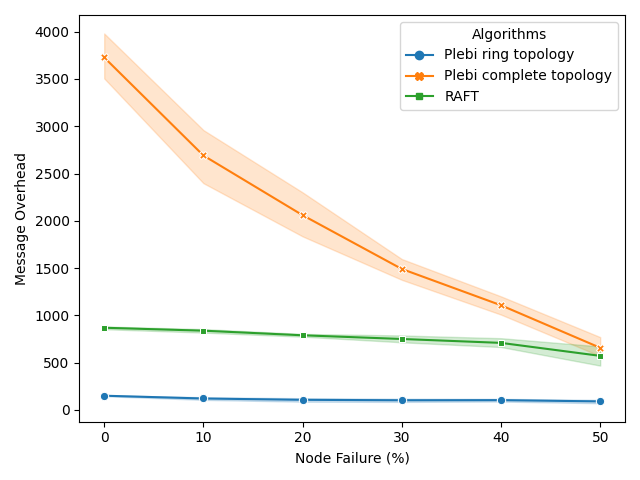 Algorithms
Plebi ring topology
Plebi complete topology
RAFT
Message Overhead
4000
3500
3000
2500
2000
1500
1000
500
0
0 10 20 30 40 50
Node Failure (%)